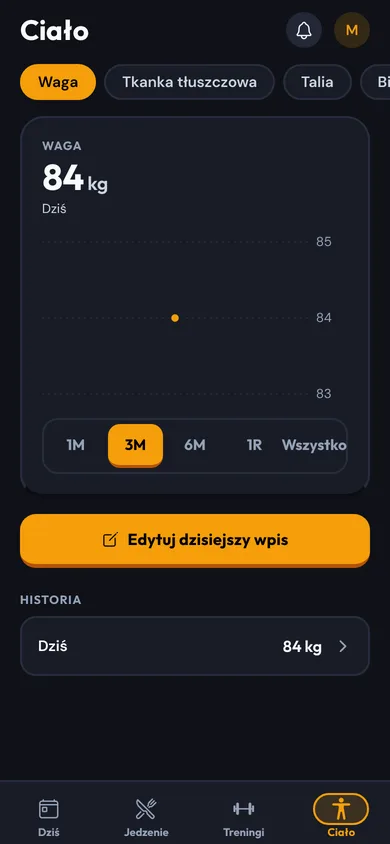 Ciało
M
Waga
Tkanka tłuszczowa
Talia
Bi
WAGA
84 kg
Dziś
85
84
83
1M
3M
6M
1R
Wszystko
Edytuj dzisiejszy wpis
HISTORIA
Dziś
84 kg
Dziś
Jedzenie
Treningi
Ciało